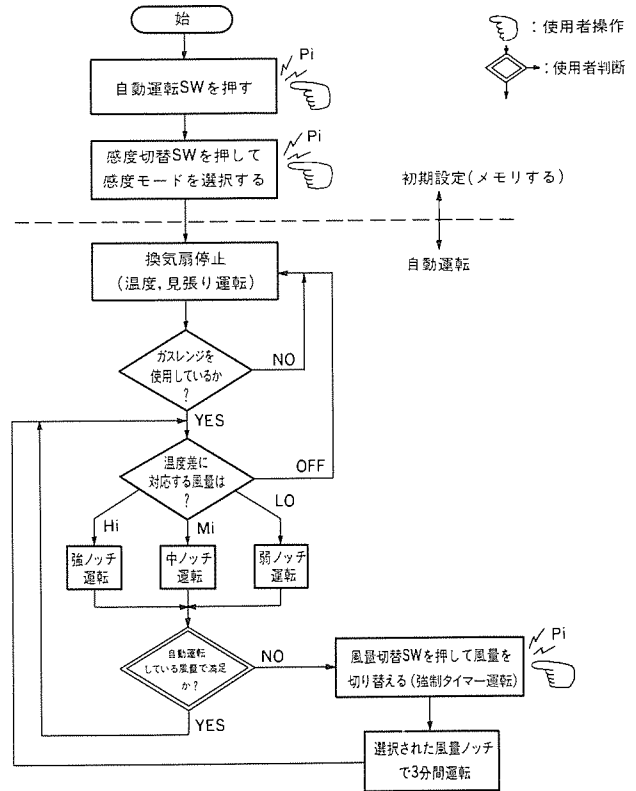 始
:使用者操作
:使用者判断
Pi
自動運転SWを押す
Pi
感度切替SWを押して
感度モードを選択する
初期設定(メモリする)
自動運転
換気扇停止
(温度,見張り運転)
ガスレンジを
使用しているか
?
NO
YES
温度差に
対応する風量は
?
OFF
Hi
Mi
LO
強ノッチ
運転
中ノッチ
運転
弱ノッチ
運転
自動運転
している風量で満足
か?
NO
YES
Pi
風量切替SWを押して風量を
切り替える(強制タイマー運転)
選択された風量ノッチ
で3分間運転